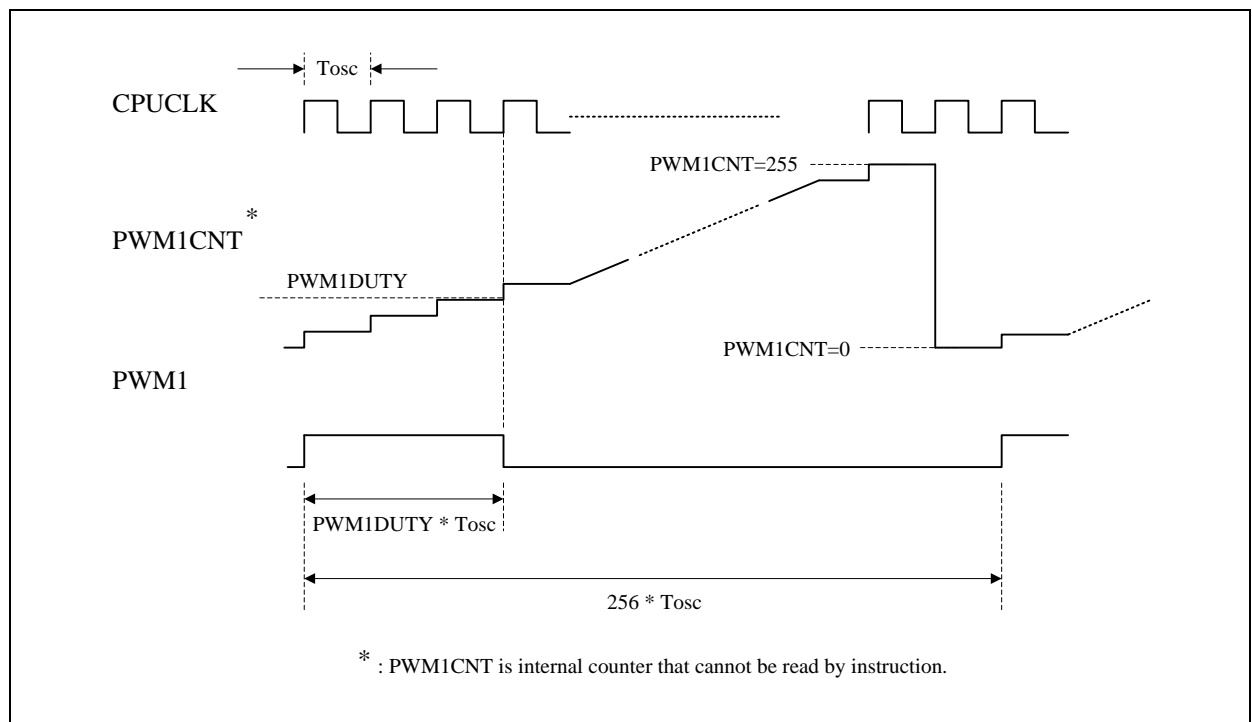 Tosc
CPUCLK
PWM1CNT=255
PWM1CNT*
PWM1DUTY
PWM1CNT=0
PWM1
PWM1DUTY * Tosc
256 * Tosc
* : PWM1CNT is internal counter that cannot be read by instruction.